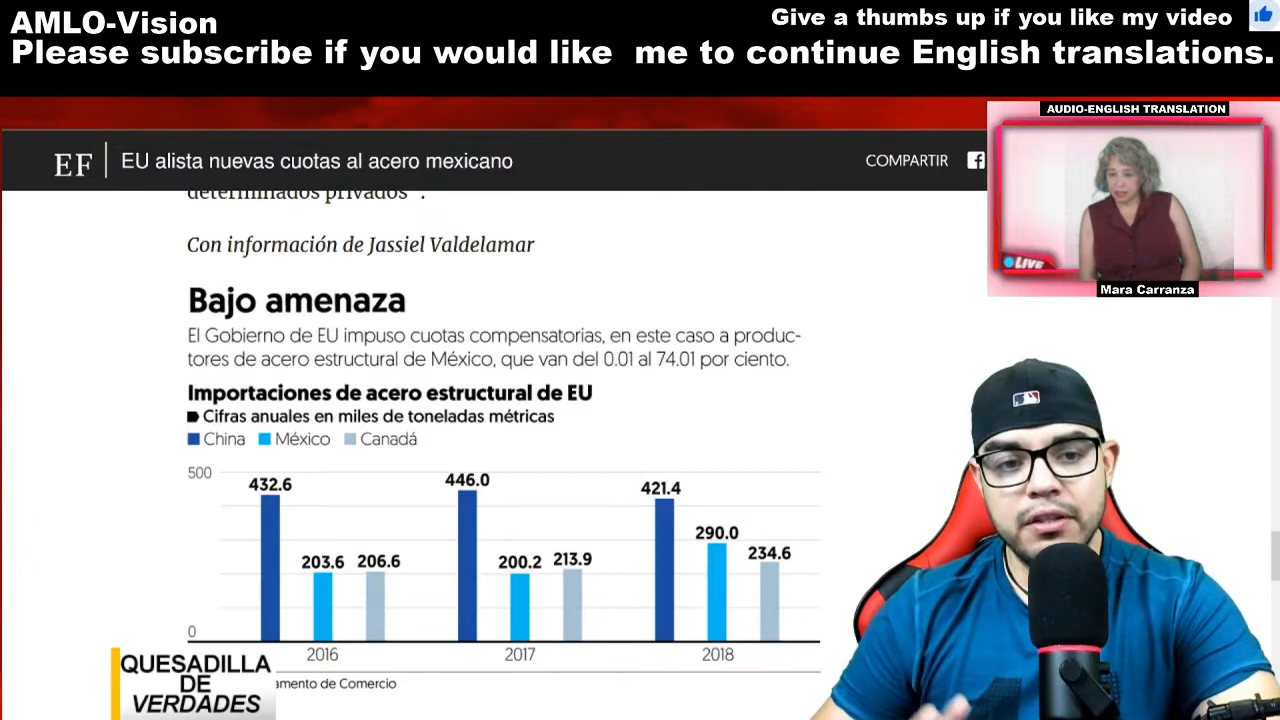 AMLO-Vision
Give a thumbs up if you like my video
Please subscribe if you would like me to continue English translations.
AUDIO-ENGLISH TRANSLATION
EF
EU alista nuevas cuotas al acero mexicano
COMPARTIR
determinados privados” .
LIVE
Mara Carranza
Con información de Jassiel Valdelamar
Bajo amenaza
El Gobierno de EU impuso cuotas compensatorias, en este caso a produc-
tores de acero estructural de México, que van del 0.01 al 74.01 por ciento.
Importaciones de acero estructural de EU
Cifras anuales en miles de toneladas métricas
China México Canadá
500
432.6 446.0 421.4
290.0
203.6 206.6 200.2 213.9 234.6
0
2016 2017 2018
QUESADILLA
DE
VERDADES
amento de Comercio